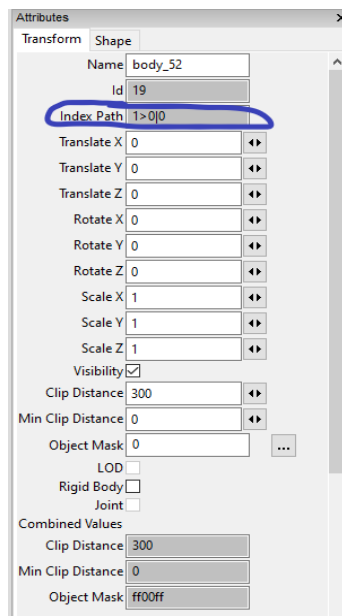 Attributes ×
Transform Shape
Name body_52
Id 19
Index Path 1>0|0
Translate X 0
Translate Y 0
Translate Z 0
Rotate X 0
Rotate Y 0
Rotate Z 0
Scale X 1
Scale Y 1
Scale Z 1
Visibility
Clip Distance 300
Min Clip Distance 0
Object Mask 0 ...
LOD
Rigid Body
Joint
Combined Values
Clip Distance 300
Min Clip Distance 0
Object Mask ff00ff